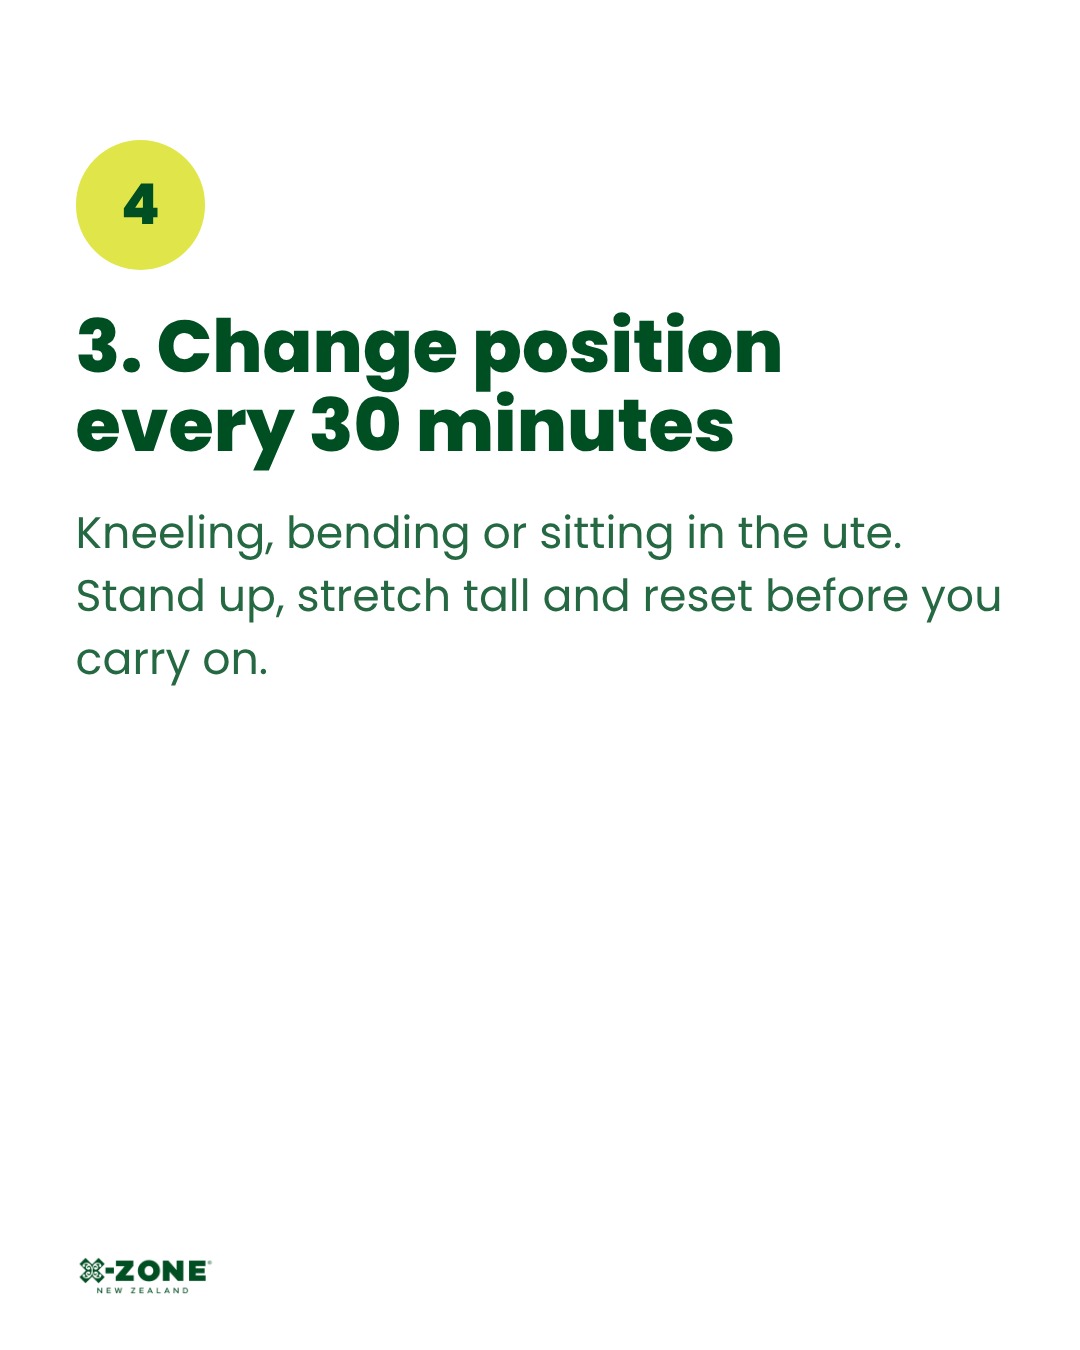 4
3. Change position
every 30 minutes
Kneeling, bending or sitting in the ute.
Stand up, stretch tall and reset before you
carry on.
X-ZONE®
NEW ZEALAND